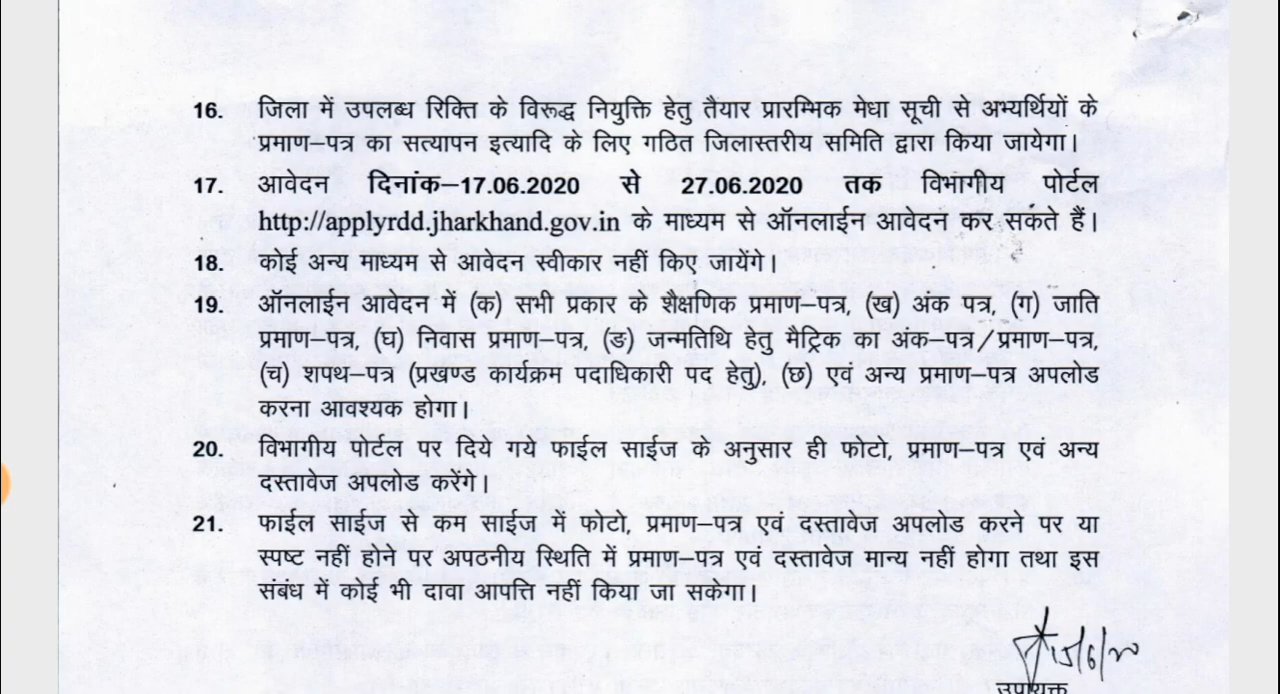 16. जिला में उपलब्ध रिक्ति के विरूद्ध नियुक्ति हेतु तैयार प्रारम्भिक मेधा सूची से अभ्यर्थियों के
प्रमाण–पत्र का सत्यापन इत्यादि के लिए गठित जिलास्तरीय समिति द्वारा किया जायेगा।
17. आवेदन दिनांक–17.06.2020 से 27.06.2020 तक विभागीय पोर्टल
http://applyrdd.jharkhand.gov.in के माध्यम से ऑनलाईन आवेदन कर सकते हैं।
18. कोई अन्य माध्यम से आवेदन स्वीकार नहीं किए जायेंगे।
19. ऑनलाईन आवेदन में (क) सभी प्रकार के शैक्षणिक प्रमाण–पत्र, (ख) अंक पत्र, (ग) जाति
प्रमाण–पत्र, (घ) निवास प्रमाण–पत्र, (ङ) जन्मतिथि हेतु मैट्रिक का अंक–पत्र/प्रमाण–पत्र,
(च) शपथ–पत्र (प्रखण्ड कार्यक्रम पदाधिकारी पद हेतु), (छ) एवं अन्य प्रमाण–पत्र अपलोड
करना आवश्यक होगा।
20. विभागीय पोर्टल पर दिये गये फाईल साईज के अनुसार ही फोटो, प्रमाण–पत्र एवं अन्य
दस्तावेज अपलोड करेंगे।
21. फाईल साईज से कम साईज में फोटो, प्रमाण–पत्र एवं दस्तावेज अपलोड करने पर या
स्पष्ट नहीं होने पर अपठनीय स्थिति में प्रमाण–पत्र एवं दस्तावेज मान्य नहीं होगा तथा इस
संबंध में कोई भी दावा आपत्ति नहीं किया जा सकेगा।
15/6/20
उपायुक्त